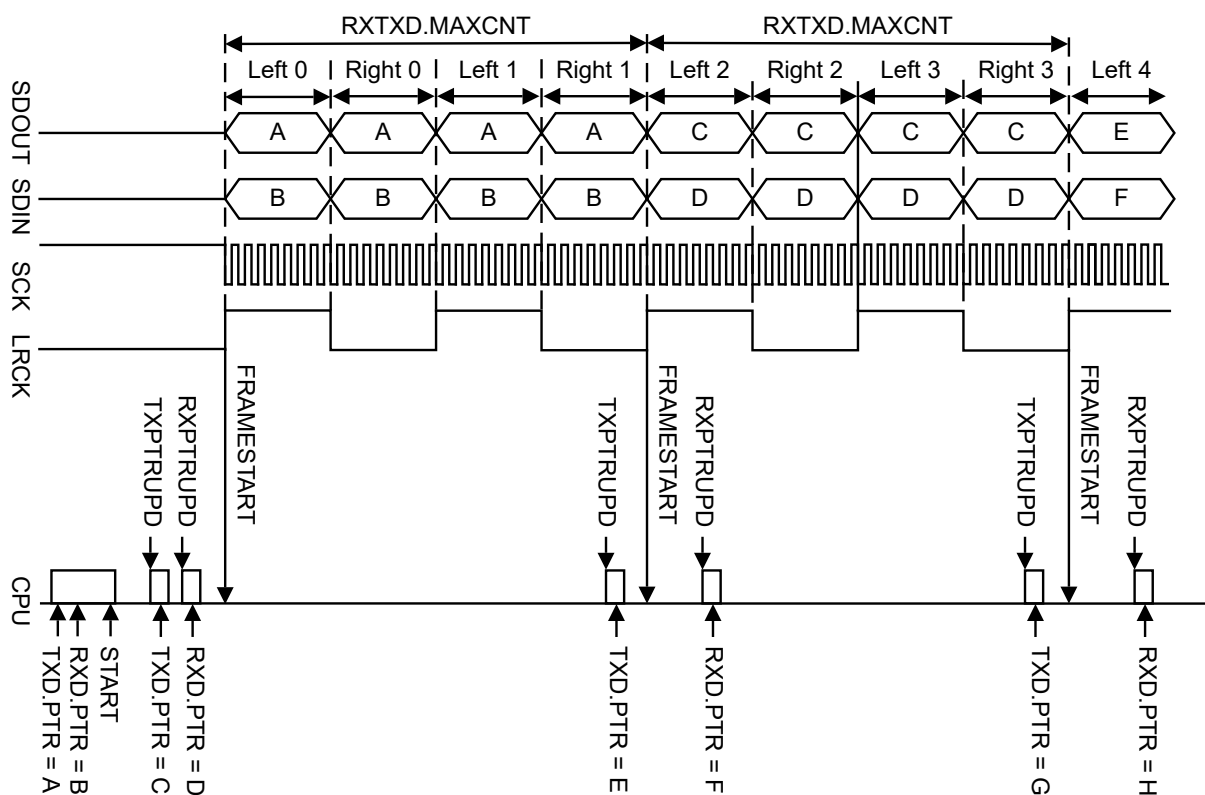 RXTXD.MAXCNT RXTXD.MAXCNT
Left 0 Right 0 Left 1 Right 1 Left 2 Right 2 Left 3 Right 3 Left 4
SDOUT A A A A C C C C E
SDIN B B B B D D D D F
SCK
LRCK
FRAMESTART FRAMESTART FRAMESTART
TXPTRUPD RXPTRUPD TXPTRUPD RXPTRUPD TXPTRUPD RXPTRUPD
CPU
TXD.PTR = A
RXD.PTR = B
START
TXD.PTR = C
RXD.PTR = D
TXD.PTR = E
RXD.PTR = F
TXD.PTR = G
RXD.PTR = H